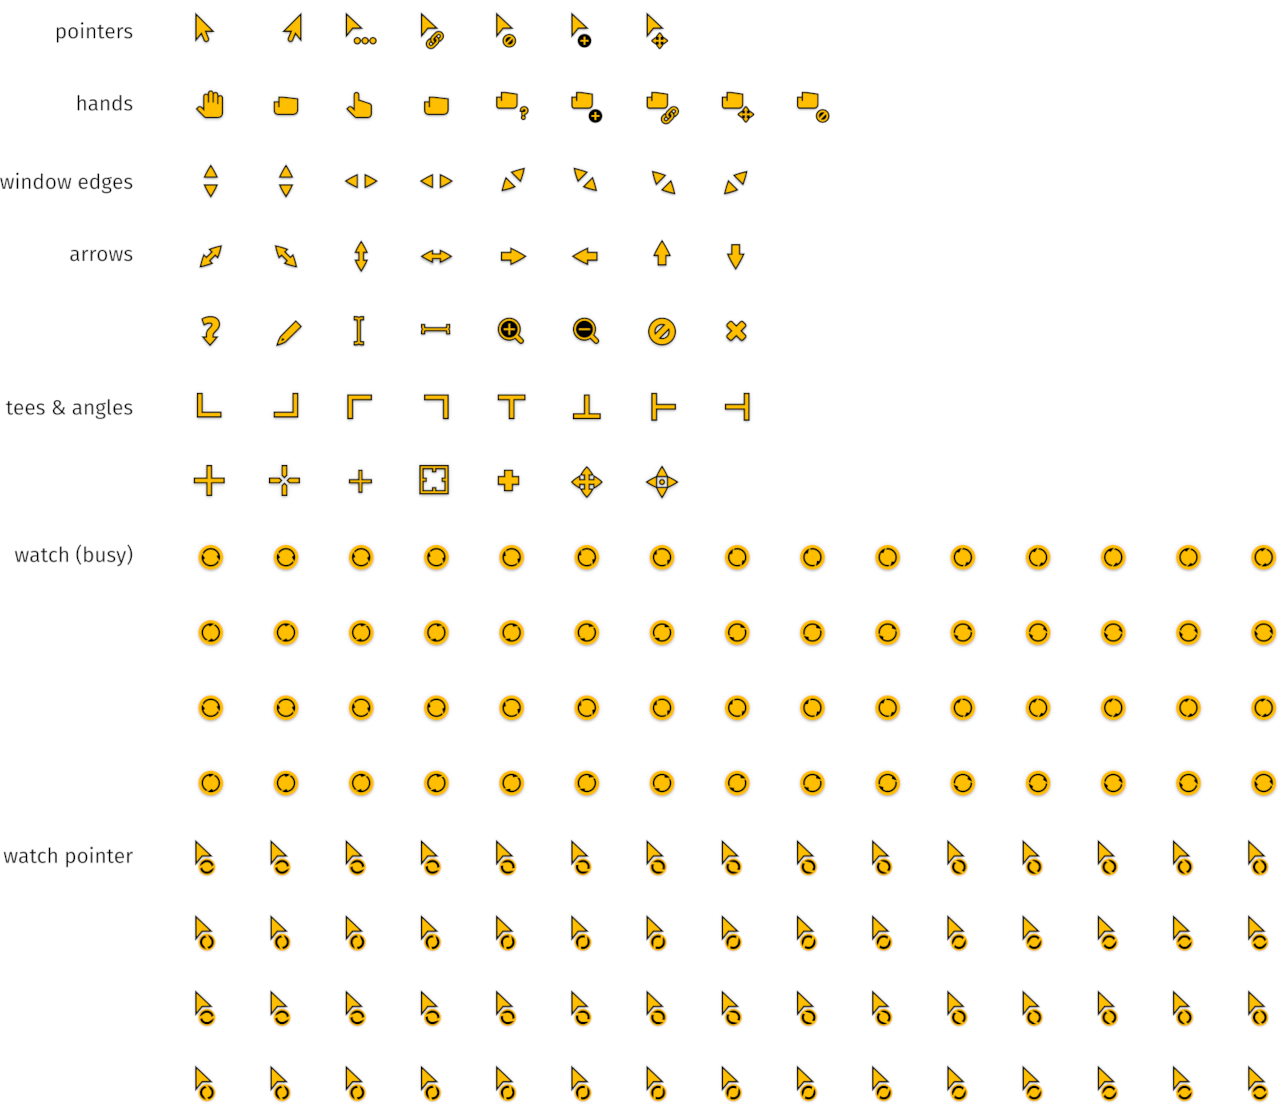 pointers
hands
window edges
arrows
tees & angles
watch (busy)
watch pointer